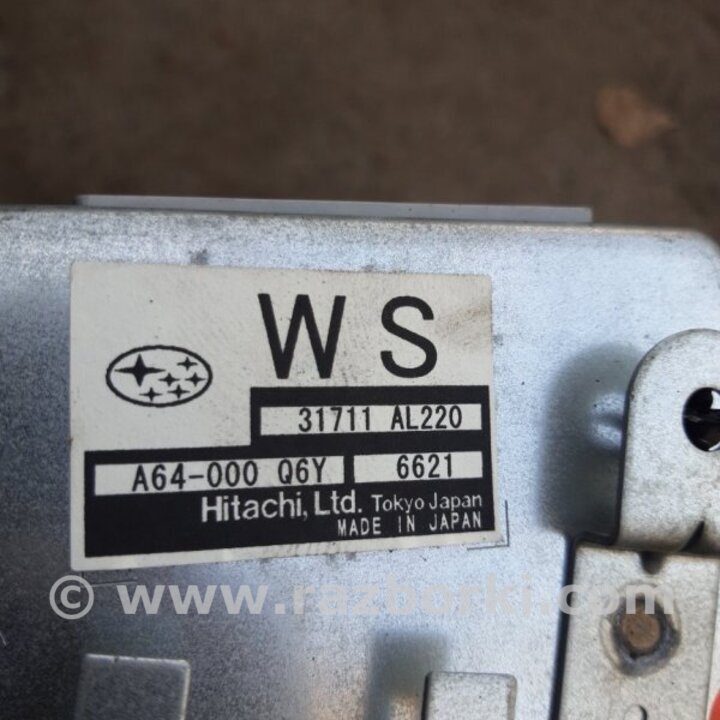 WS
31711 AL220
A64-000 Q6Y 6621
Hitachi, Ltd. Tokyo Japan
MADE IN JAPAN
© www.razborki.com